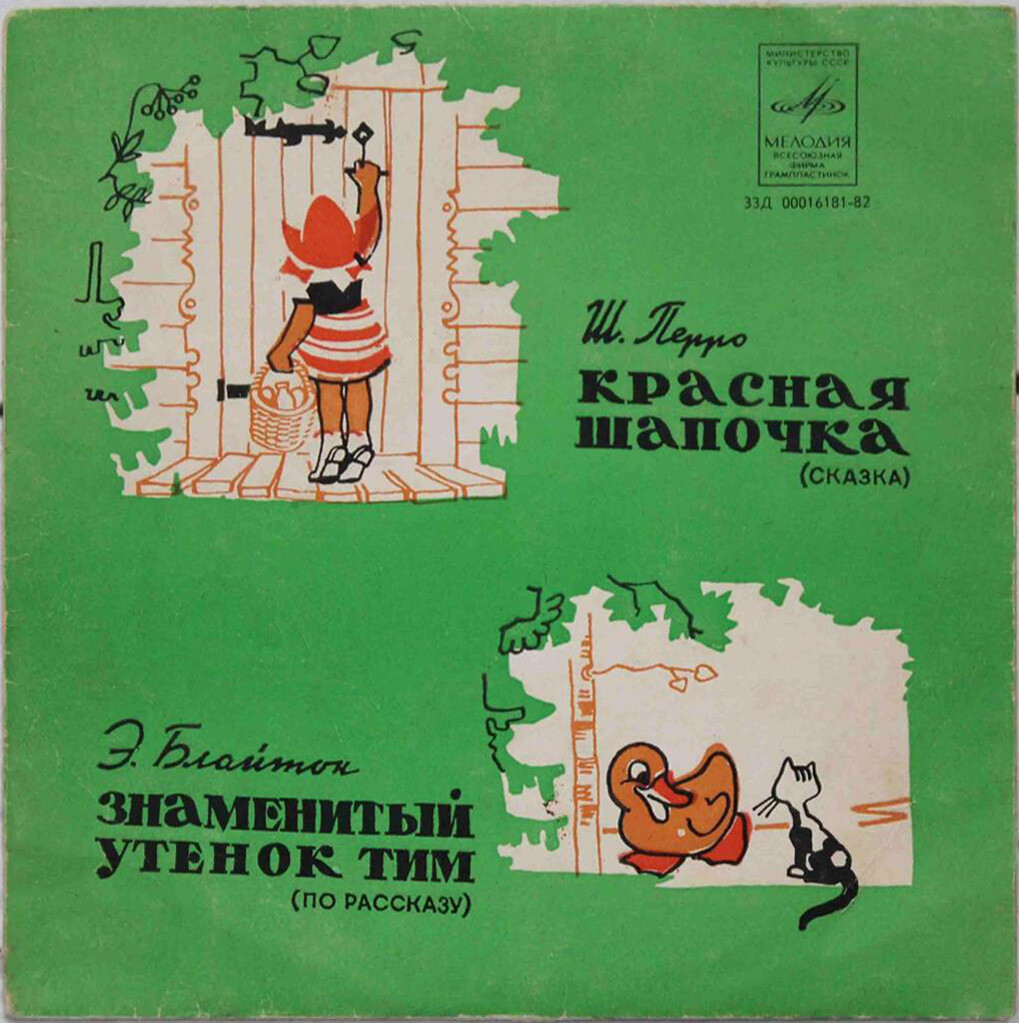 МИНИСТЕРСТВО
КУЛЬТУРЫ СССР
МЕЛОДИЯ
ВСЕСОЮЗНАЯ
ФИРМА
ГРАМПЛАСТИНОК
33Д 00016181-82
Ш. Перро
КРАСНАЯ
ШАПОЧКА
(СКАЗКА)
Э. Блайтон
ЗНАМЕНИТЫЙ
УТЕНОК ТИМ
(ПО РАССКАЗУ)